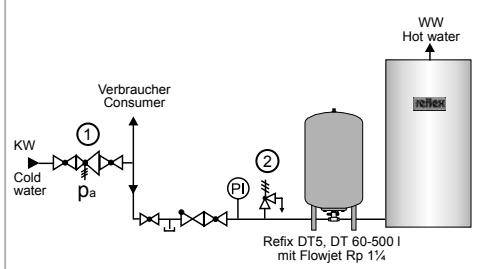 WW
Hot water
reflex
Verbraucher
Consumer
1
KW
Cold
water
pa
2
PI
Refix DT5, DT 60-500 l
mit Flowjet Rp 1¼